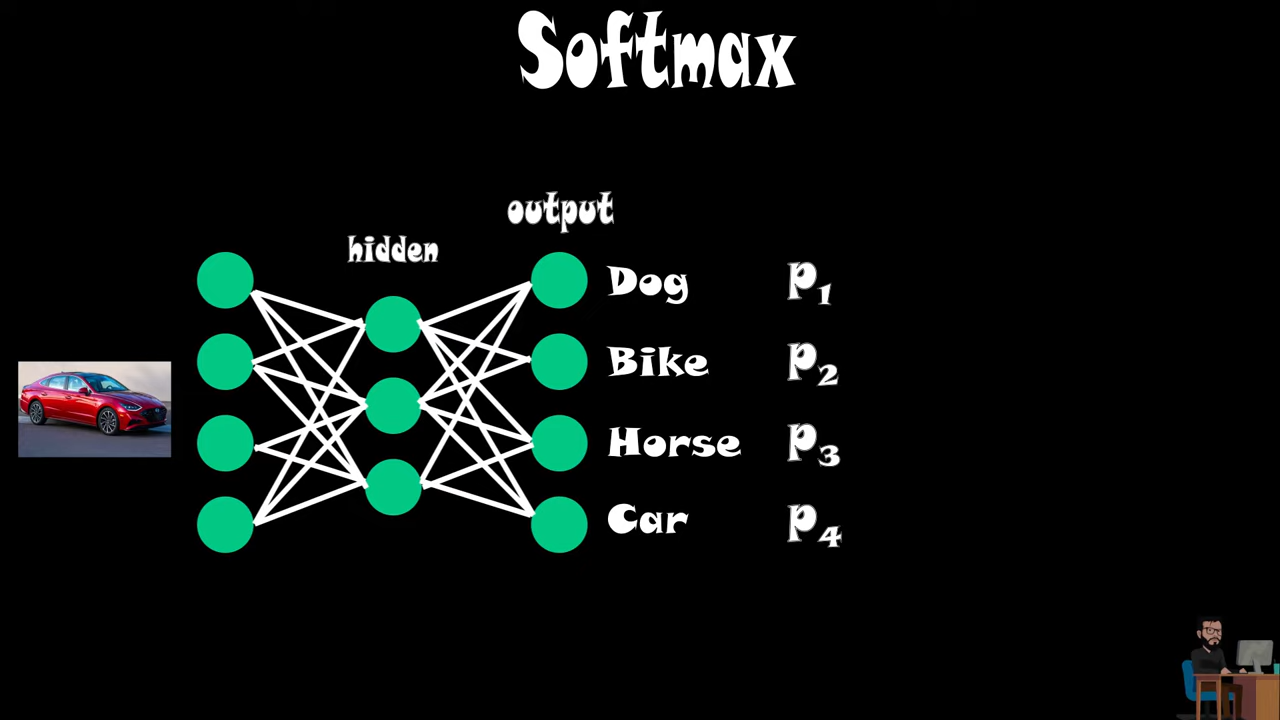 Softmax
output
hidden
Dog p1
Bike p2
Horse p3
Car p4